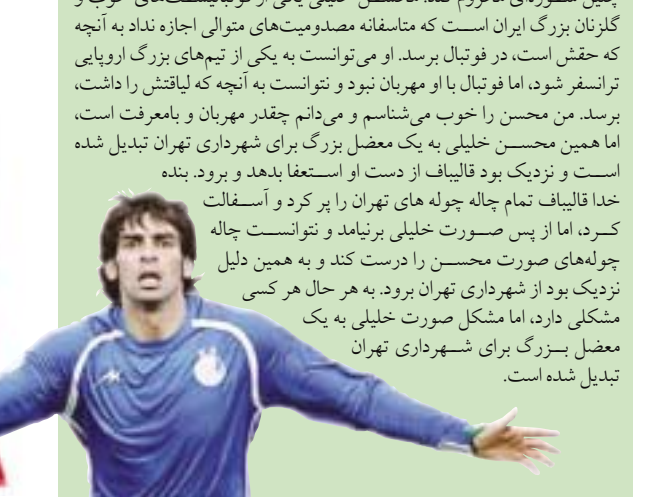 گلزنان بزرگ ایران است که متاسفانه مصدومیت‌های متوالی اجازه نداد به آنچه
که حقش است، در فوتبال برسد. او می‌توانست به یکی از تیم‌های بزرگ اروپایی
ترانسفر شود، اما فوتبال با او مهربان نبود و نتوانست به آنچه که لیاقتش را داشت،
برسد. من محسن را خوب می‌شناسم و می‌دانم چقدر مهربان و بامعرفت است،
اما همین محسن خلیلی به یک معضل بزرگ برای شهرداری تهران تبدیل شده
است و نزدیک بود قالیباف از دست او استعفا بدهد و برود. بنده
خدا قالیباف تمام چاله چوله های تهران را پر کرد و آسفالت
کرد، اما از پس صورت خلیلی برنیامد و نتوانست چاله
چوله‌های صورت محسن را درست کند و به همین دلیل
نزدیک بود از شهرداری تهران برود. به هر حال هر کسی
مشکلی دارد، اما مشکل صورت خلیلی به یک
معضل بزرگ برای شهرداری تهران
تبدیل شده است.